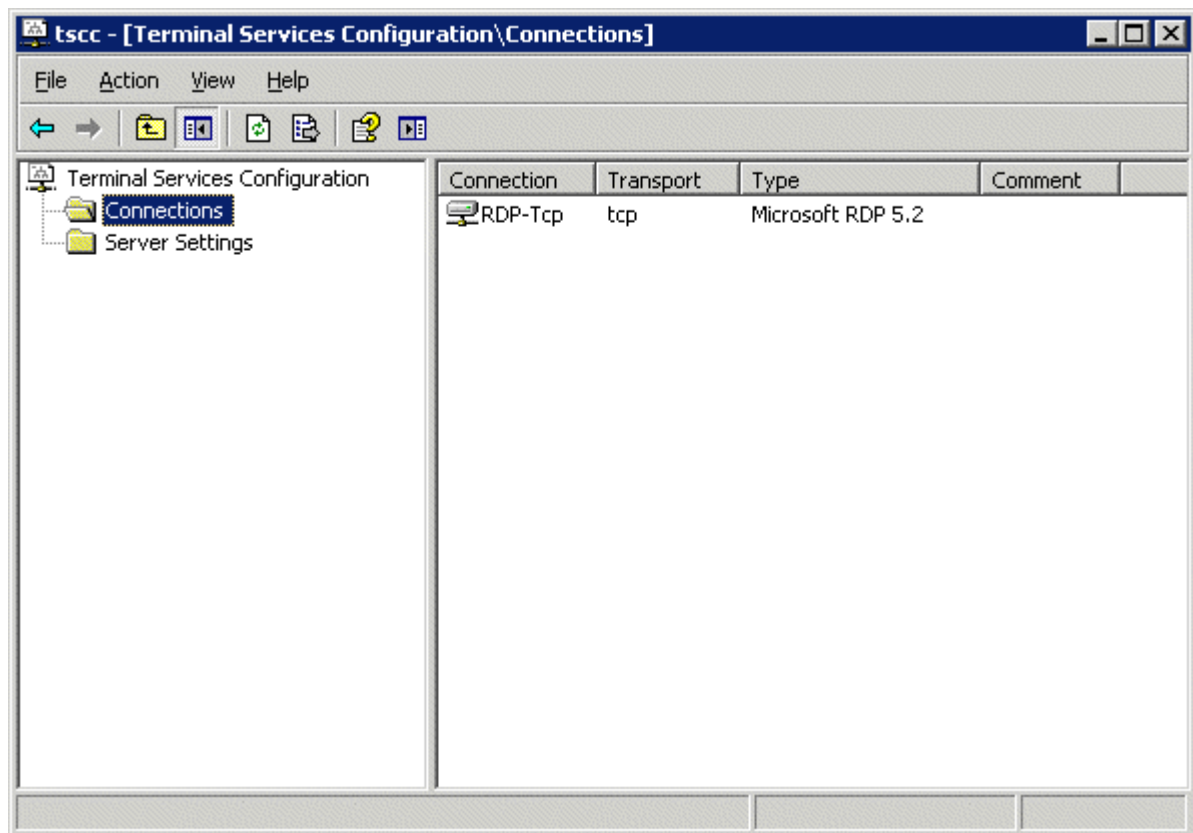 tscc - [Terminal Services Configuration\Connections]
File Action View Help
Terminal Services Configuration
Connections
Server Settings
Connection Transport Type Comment
RDP-Tcp tcp Microsoft RDP 5.2